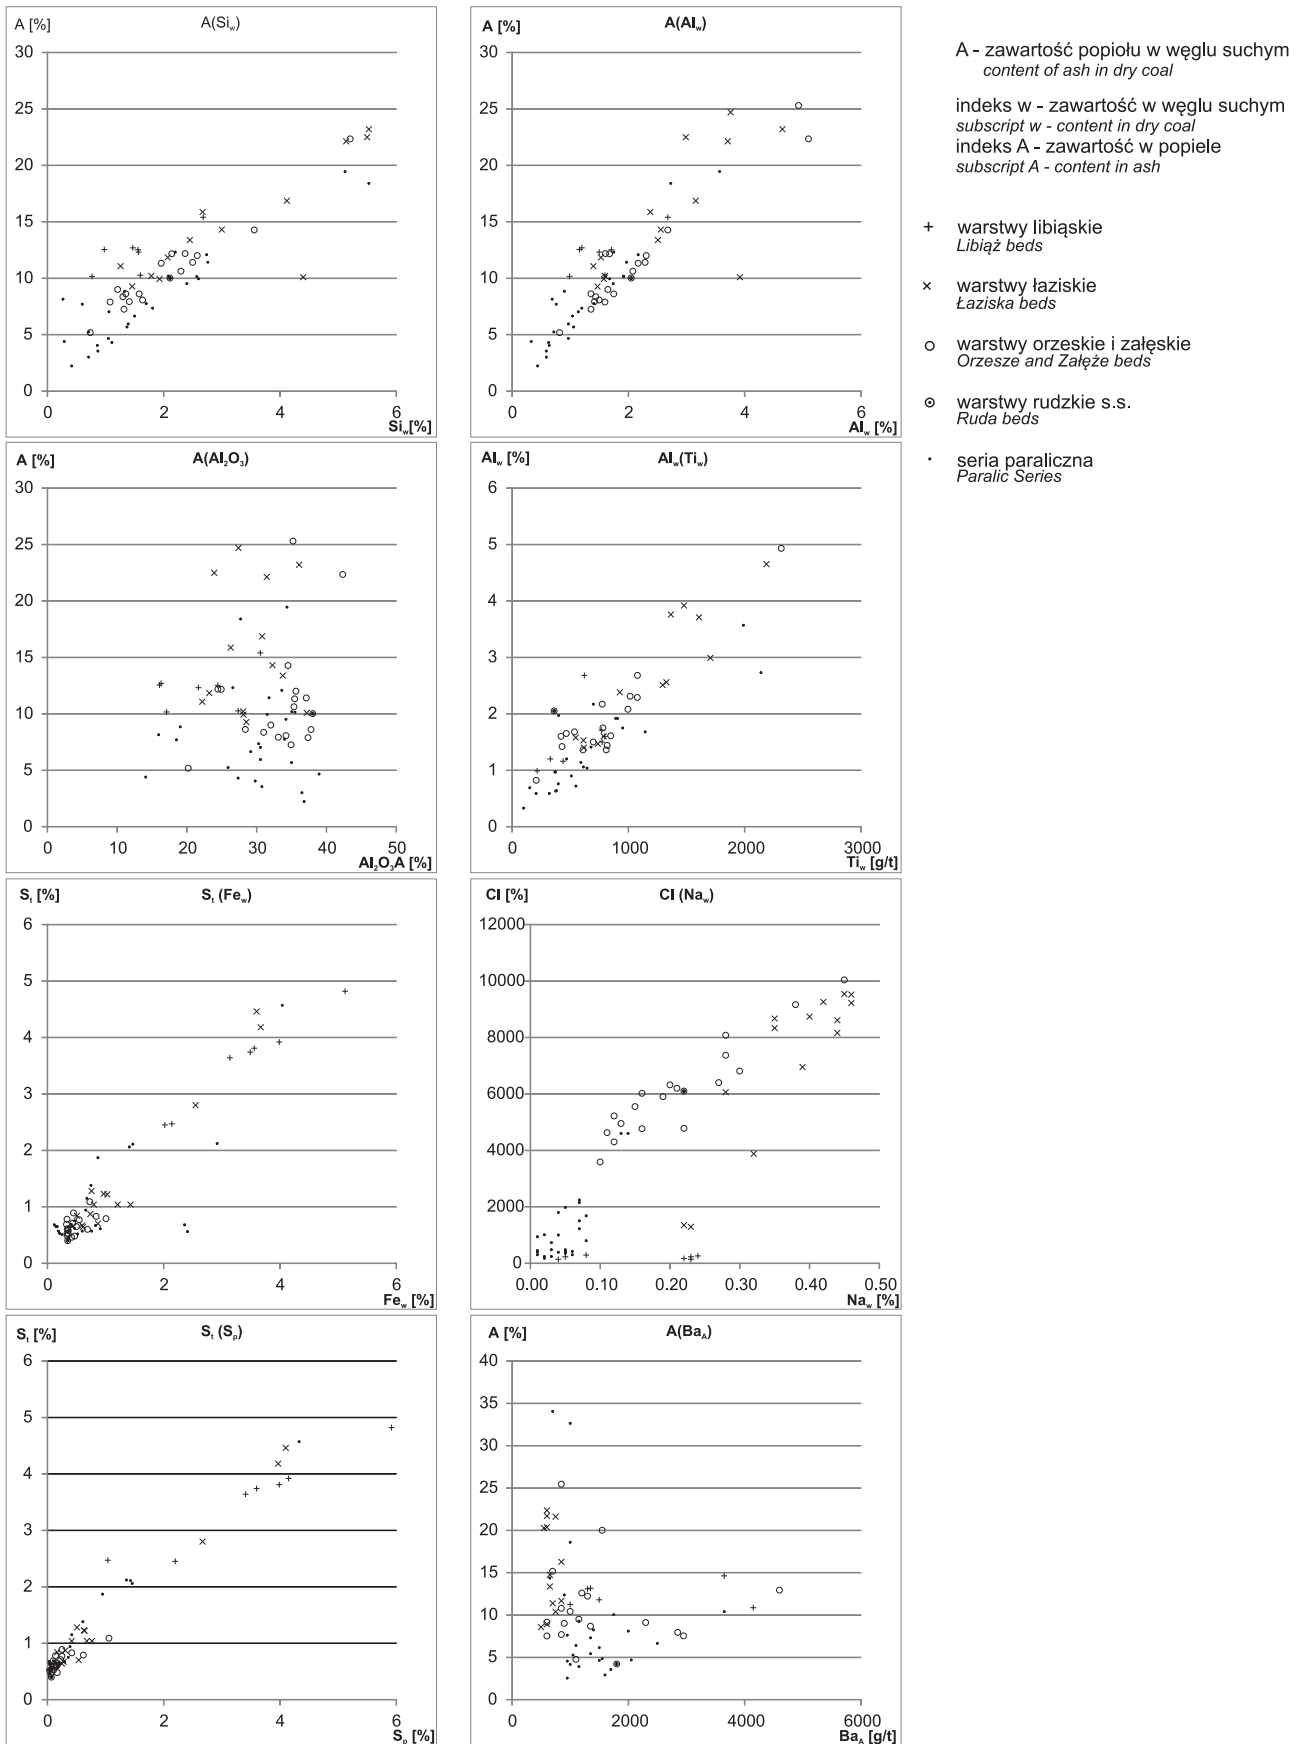 A [%]
A(Siw)
30
25
20
15
10
5
0
0
2
4
6
Siw[%]
A [%]
A(Alw)
30
25
20
15
10
5
0
0
2
4
6
Alw [%]
A - zawartość popiołu w węglu suchym
content of ash in dry coal
indeks w - zawartość w węglu suchym
subscript w - content in dry coal
indeks A - zawartość w popiele
subscript A - content in ash
+ warstwy libiąskie
Libiąż beds
× warstwy łaziskie
Łaziska beds
○ warstwy orzeskie i załęskie
Orzesze and Załęże beds
⊙ warstwy rudzkie s.s.
Ruda beds
· seria paraliczna
Paralic Series
A [%]
A(Al₂O₃)
30
25
20
15
10
5
0
0
10
20
30
40
50
Al₂O₃A [%]
Alw [%]
Alw(Tiw)
6
5
4
3
2
1
0
0
1000
2000
3000
Tiw [g/t]
Sₜ [%]
Sₜ (Few)
6
5
4
3
2
1
0
0
2
4
6
Few [%]
Cl [%]
Cl (Naw)
12000
10000
8000
6000
4000
2000
0
0.00
0.10
0.20
0.30
0.40
0.50
Naw [%]
Sₜ [%]
Sₜ (Sₚ)
6
5
4
3
2
1
0
0
2
4
6
Sₚ [%]
A [%]
A(BaA)
40
35
30
25
20
15
10
5
0
0
2000
4000
6000
BaA [g/t]